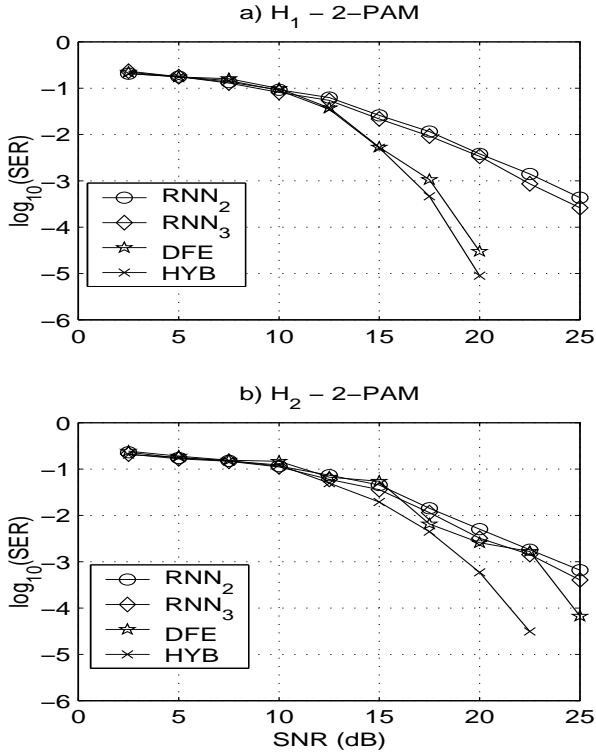 a) H₁ − 2−PAM
log₁₀(SER)
0
−1
−2
−3
−4
−5
−6
RNN₂
RNN₃
DFE
HYB
0 5 10 15 20 25
b) H₂ − 2−PAM
log₁₀(SER)
0
−1
−2
−3
−4
−5
−6
RNN₂
RNN₃
DFE
HYB
0 5 10 15 20 25
SNR (dB)